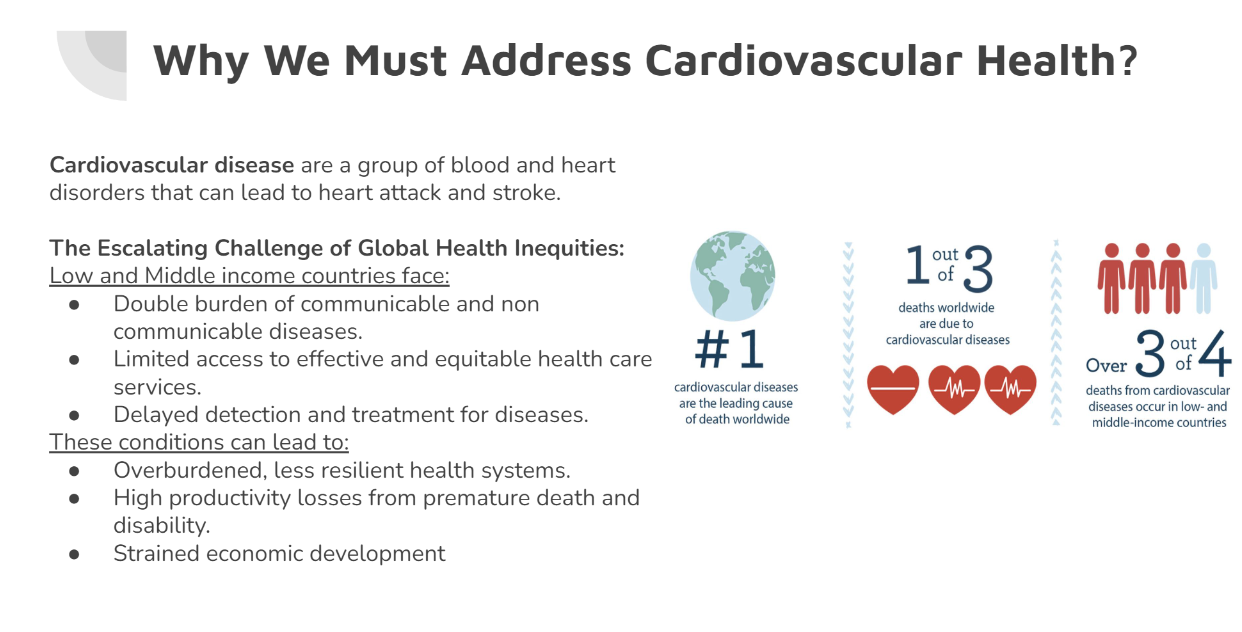 Why We Must Address Cardiovascular Health?
Cardiovascular disease are a group of blood and heart
disorders that can lead to heart attack and stroke.
The Escalating Challenge of Global Health Inequities:
Low and Middle income countries face:
● Double burden of communicable and non
communicable diseases.
● Limited access to effective and equitable health care
services.
● Delayed detection and treatment for diseases.
These conditions can lead to:
● Overburdened, less resilient health systems.
● High productivity losses from premature death and
disability.
● Strained economic development
#1
cardiovascular diseases
are the leading cause
of death worldwide
1 out of 3
deaths worldwide
are due to
cardiovascular diseases
Over 3 out of 4
deaths from cardiovascular
diseases occur in low- and
middle-income countries